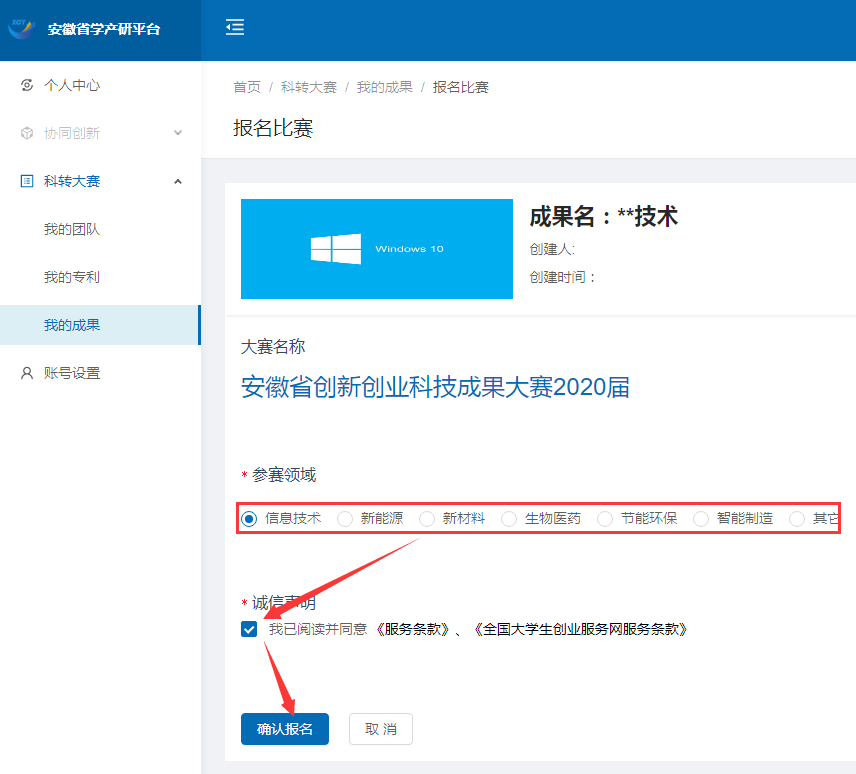 安徽省学产研平台
个人中心
协同创新
科转大赛
我的团队
我的专利
我的成果
账号设置
首页 / 科转大赛 / 我的成果 / 报名比赛
报名比赛
Windows 10
成果名：**技术
创建人:
创建时间：
大赛名称
安徽省创新创业科技成果大赛2020届
* 参赛领域
信息技术 新能源 新材料 生物医药 节能环保 智能制造 其它
* 诚信声明
我已阅读并同意 《服务条款》、《全国大学生创业服务网服务条款》
确认报名 取 消